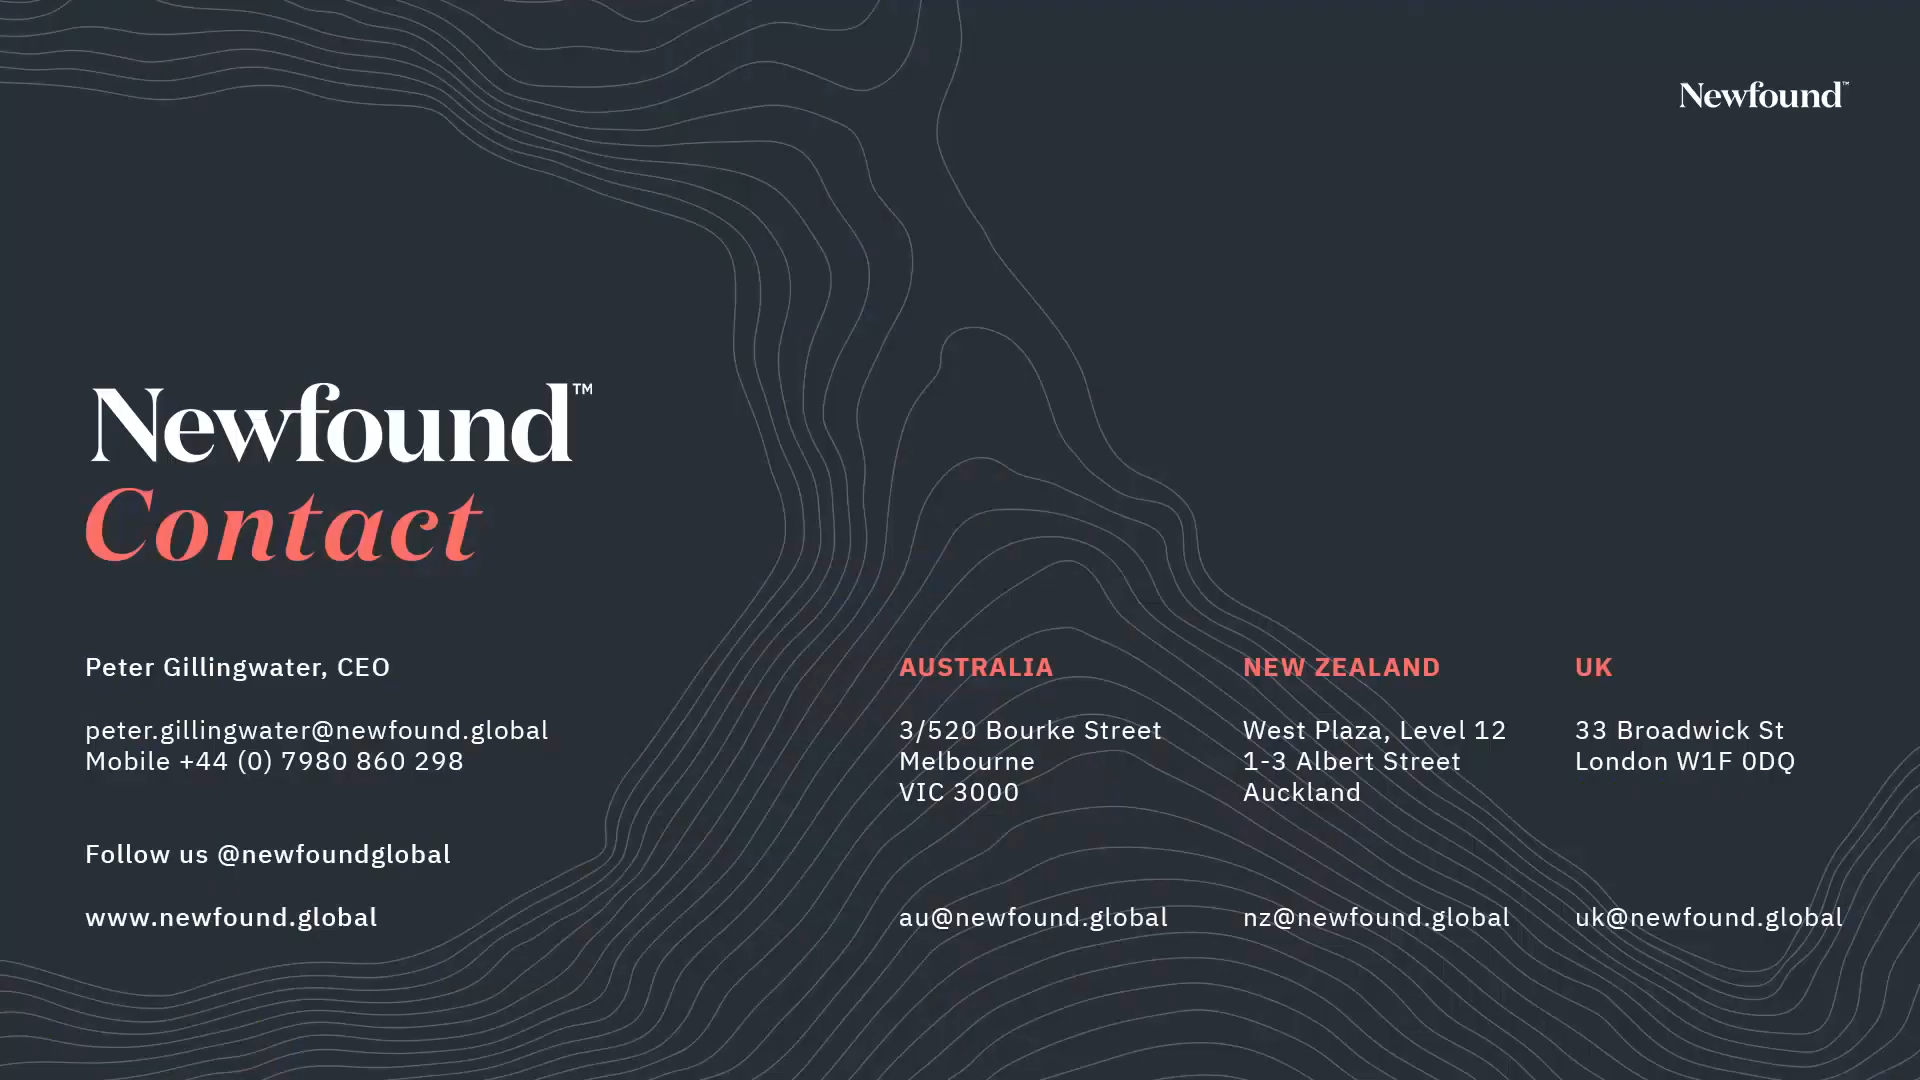 Newfound™
Newfound™
Contact
Peter Gillingwater, CEO
peter.gillingwater@newfound.global
Mobile +44 (0) 7980 860 298
Follow us @newfoundglobal
www.newfound.global
AUSTRALIA
3/520 Bourke Street
Melbourne
VIC 3000
au@newfound.global
NEW ZEALAND
West Plaza, Level 12
1-3 Albert Street
Auckland
nz@newfound.global
UK
33 Broadwick St
London W1F 0DQ
uk@newfound.global